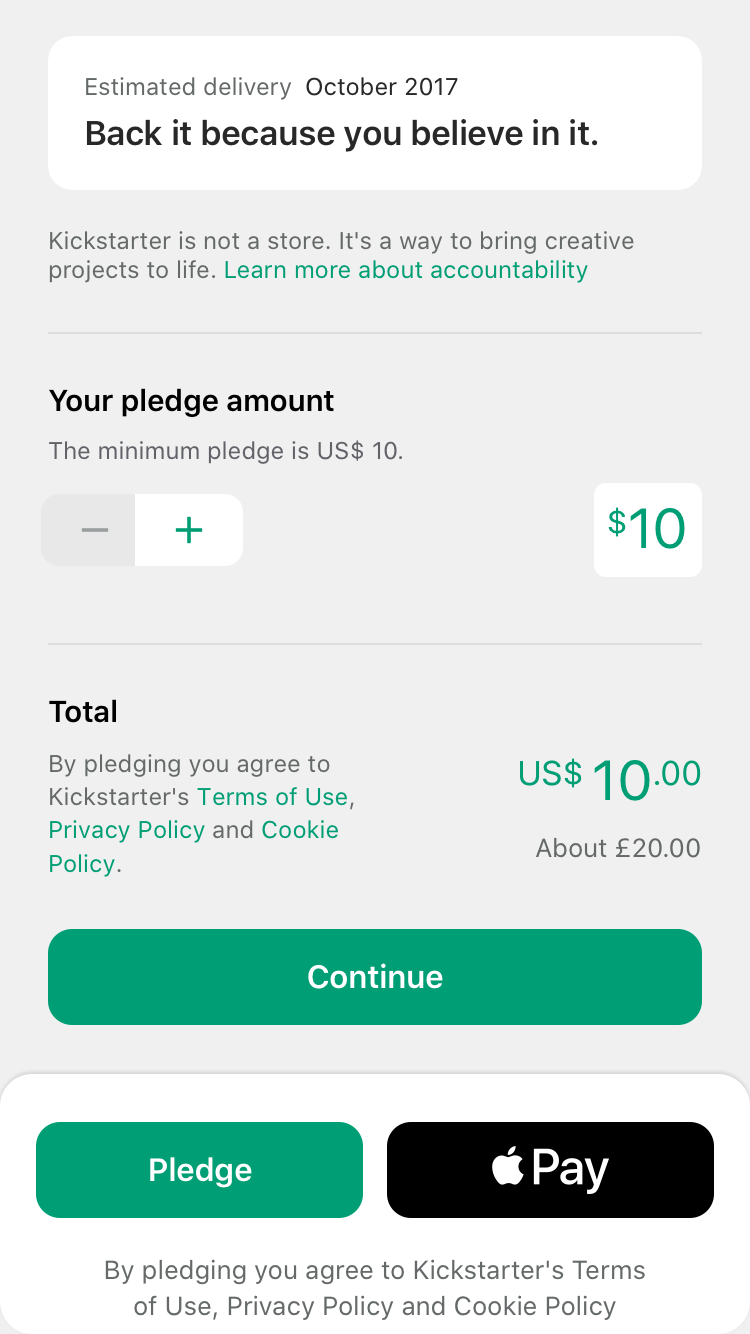 Estimated delivery October 2017
Back it because you believe in it.
Kickstarter is not a store. It's a way to bring creative
projects to life. Learn more about accountability
Your pledge amount
The minimum pledge is US$ 10.
− +
$10
Total
By pledging you agree to
Kickstarter's Terms of Use,
Privacy Policy and Cookie
Policy.
US$ 10.00
About £20.00
Continue
Pledge
Pay
By pledging you agree to Kickstarter's Terms
of Use, Privacy Policy and Cookie Policy